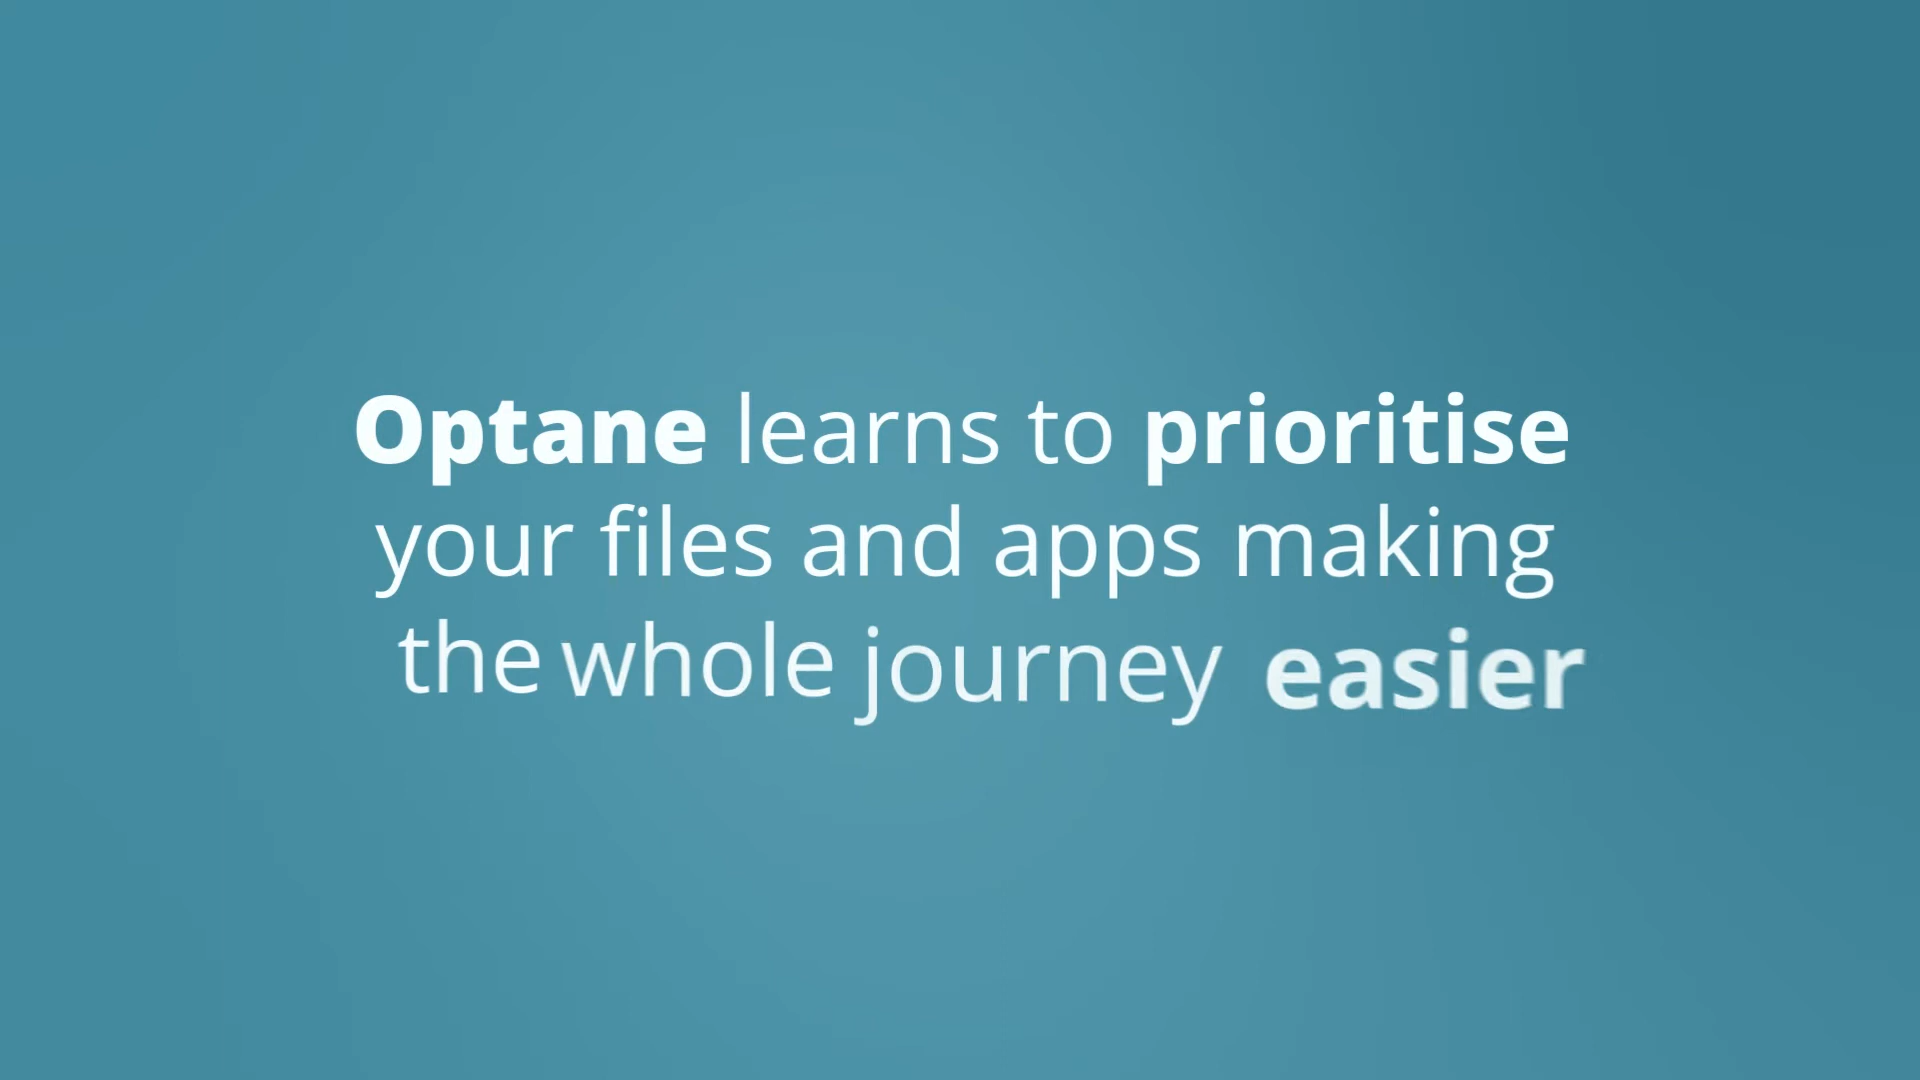 Optane learns to prioritise
your files and apps making
the whole journey easier